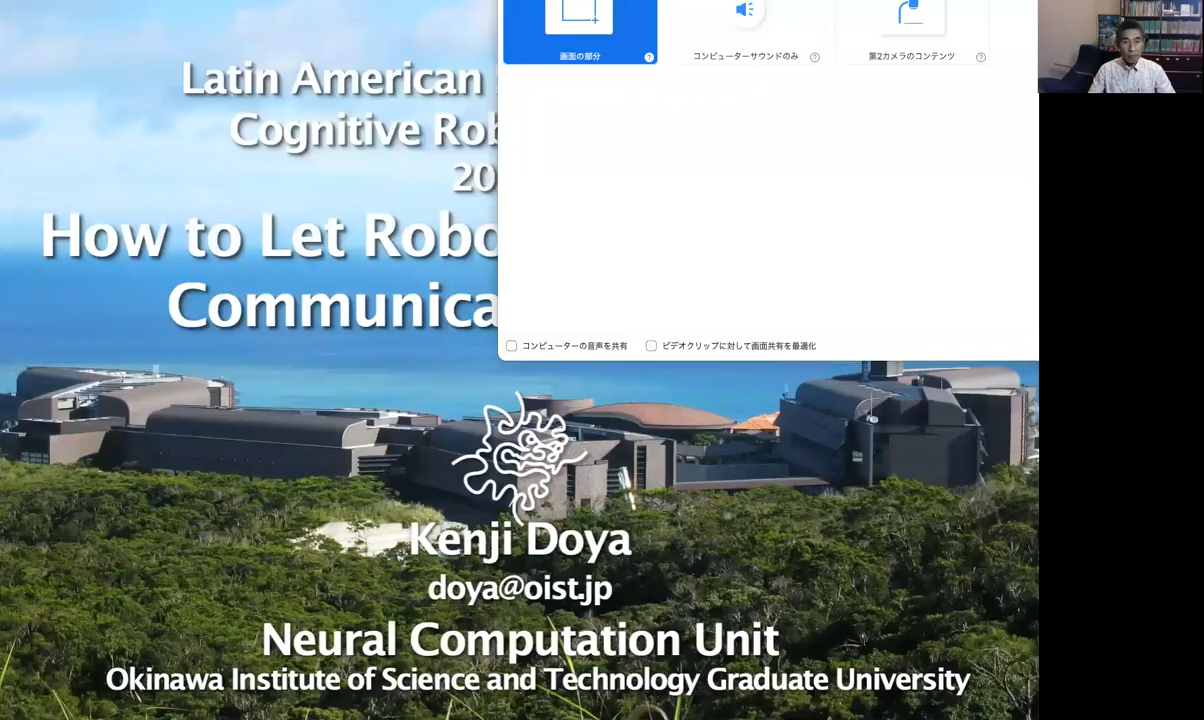 画面の部分
コンピューターサウンドのみ
第2カメラのコンテンツ
Latin American
Cognitive Rob
20
How to Let Robo
Communica
コンピューターの音声を共有
ビデオクリップに対して画面共有を最適化
Kenji Doya
doya@oist.jp
Neural Computation Unit
Okinawa Institute of Science and Technology Graduate University